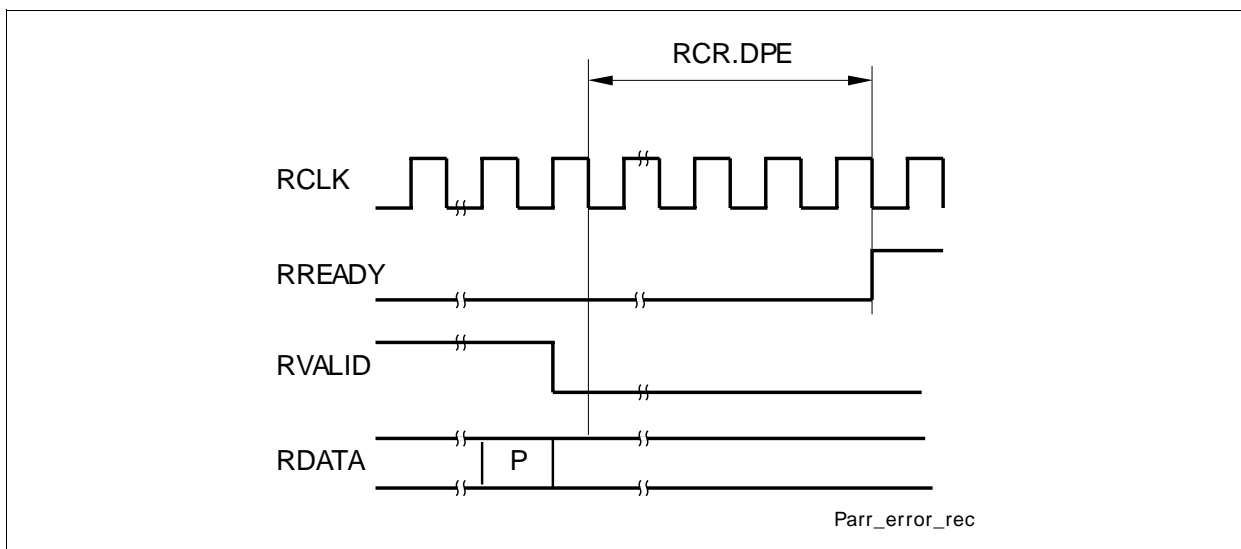 RCR.DPE
RCLK
RREADY
RVALID
RDATA
P
Parr_error_rec